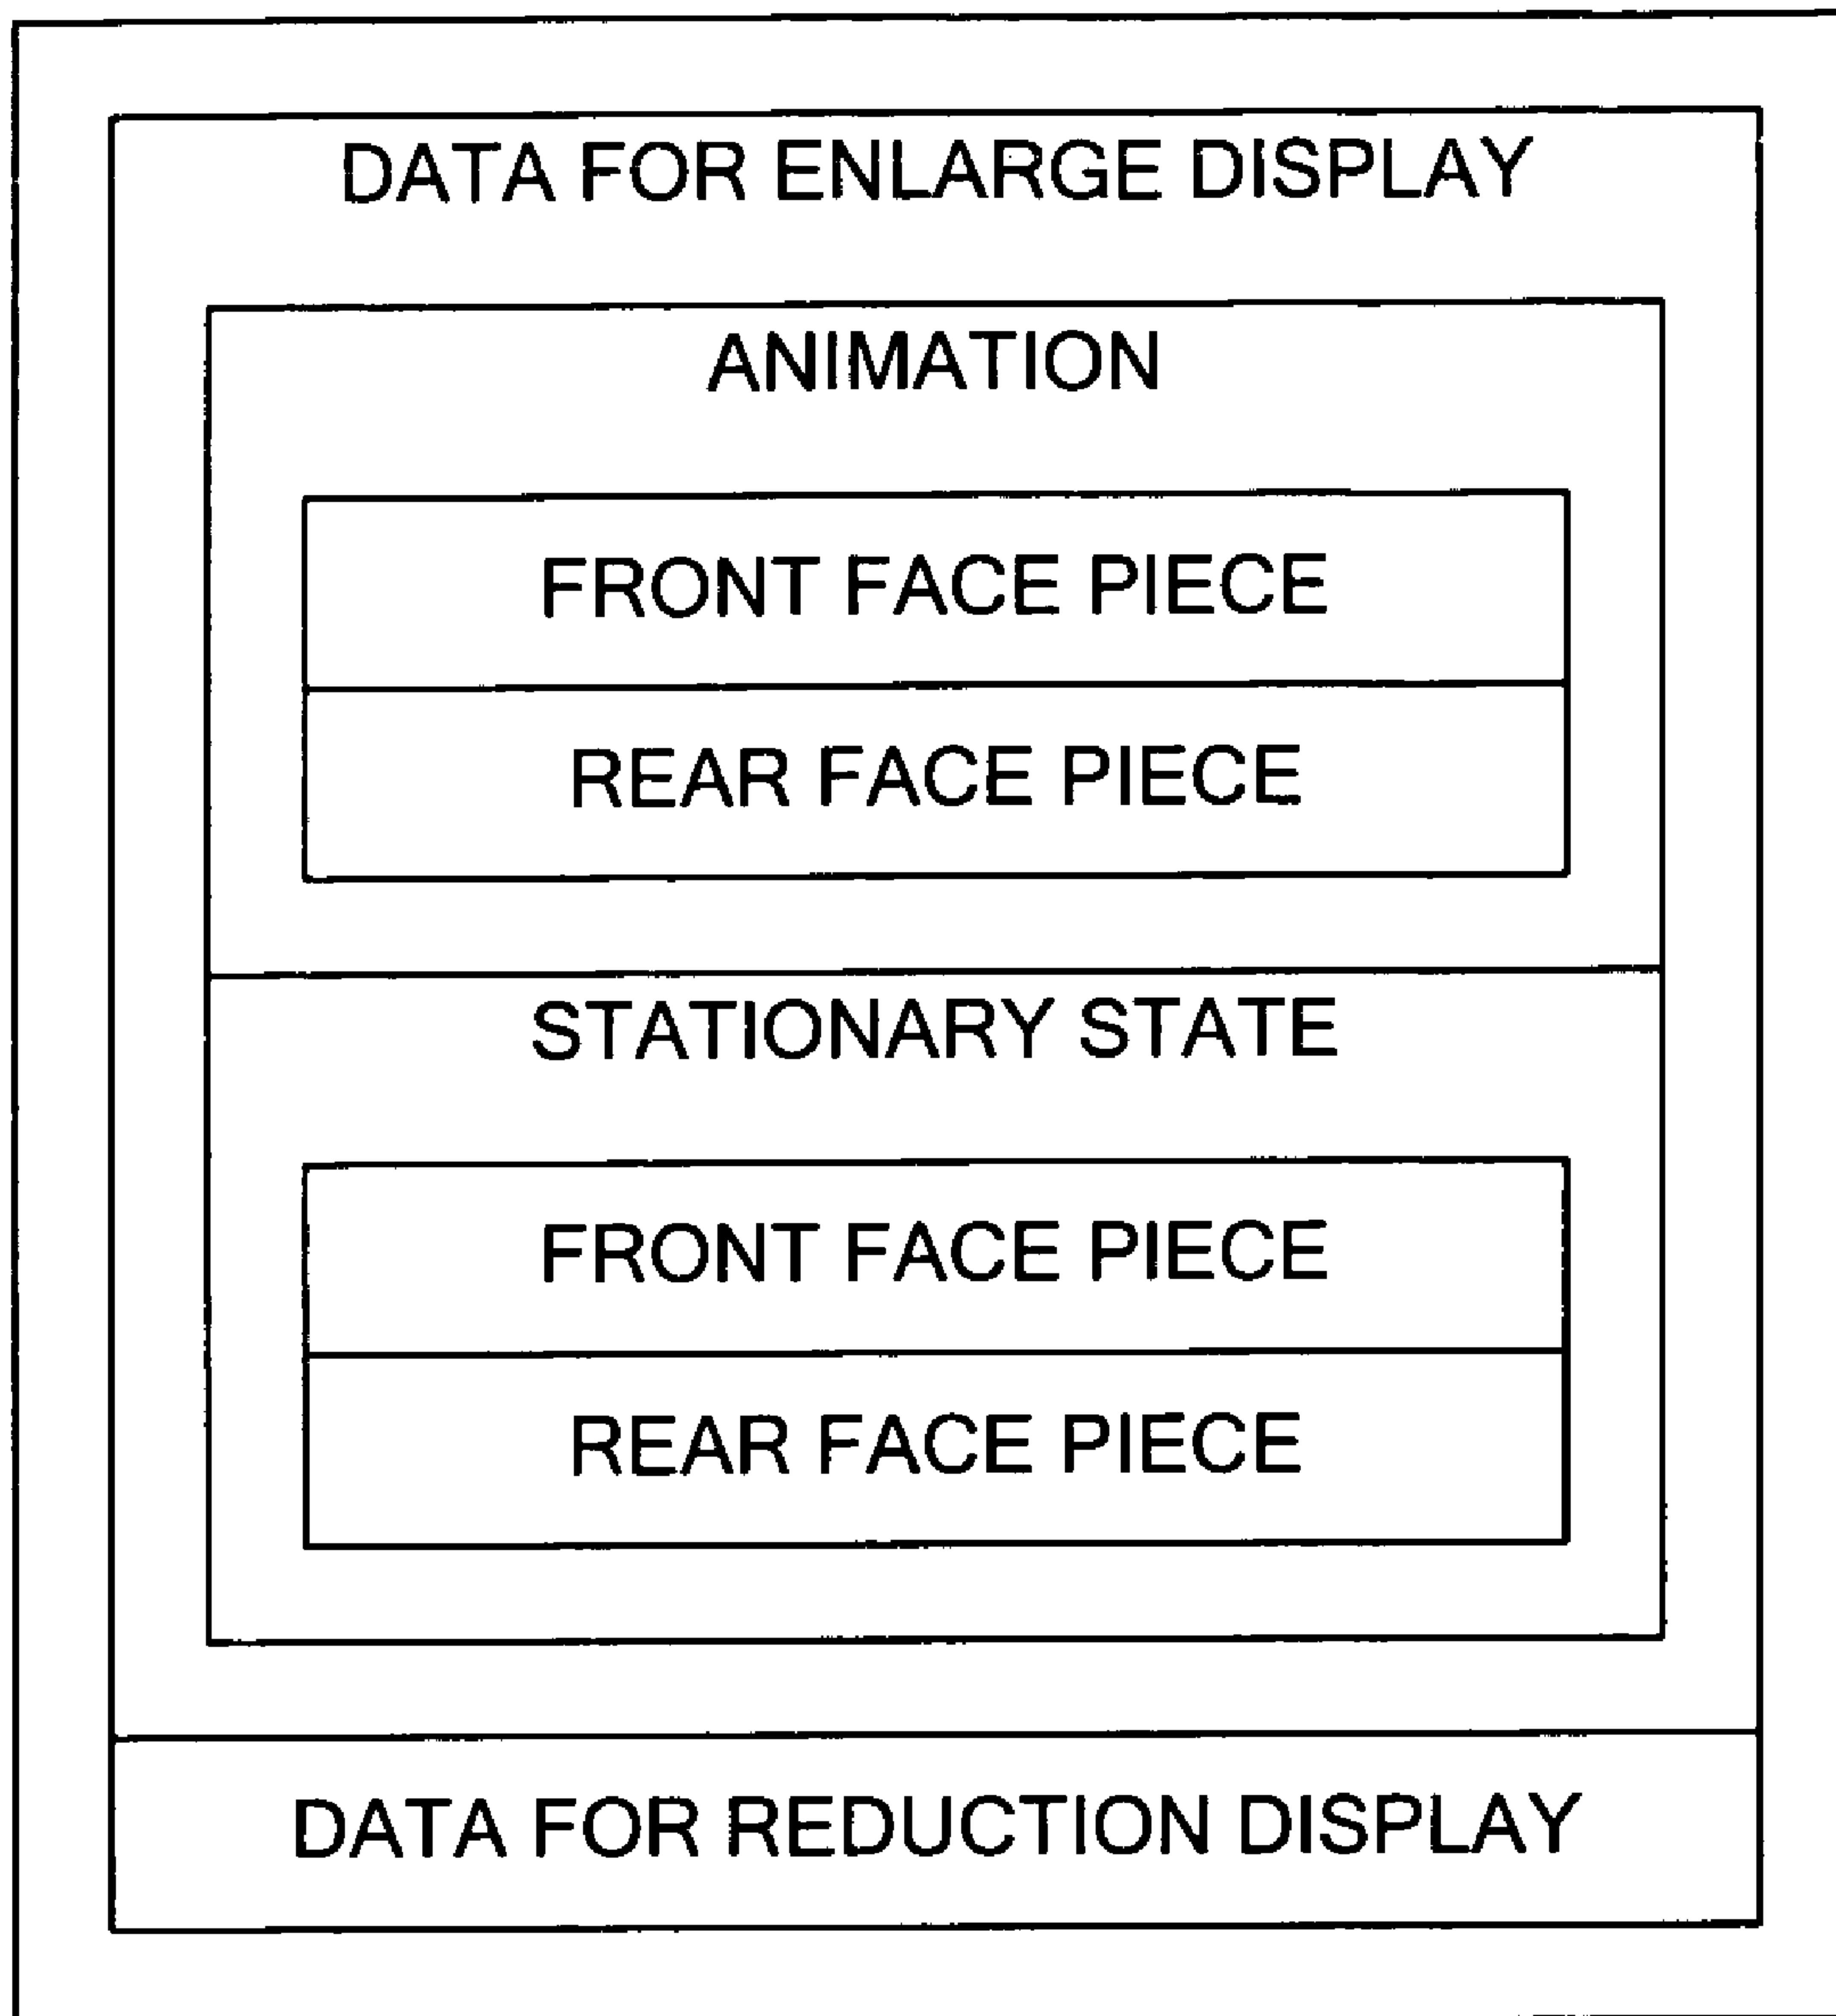 DATA FOR ENLARGE DISPLAY
ANIMATION
FRONT FACE PIECE
REAR FACE PIECE
STATIONARY STATE
FRONT FACE PIECE
REAR FACE PIECE
DATA FOR REDUCTION DISPLAY